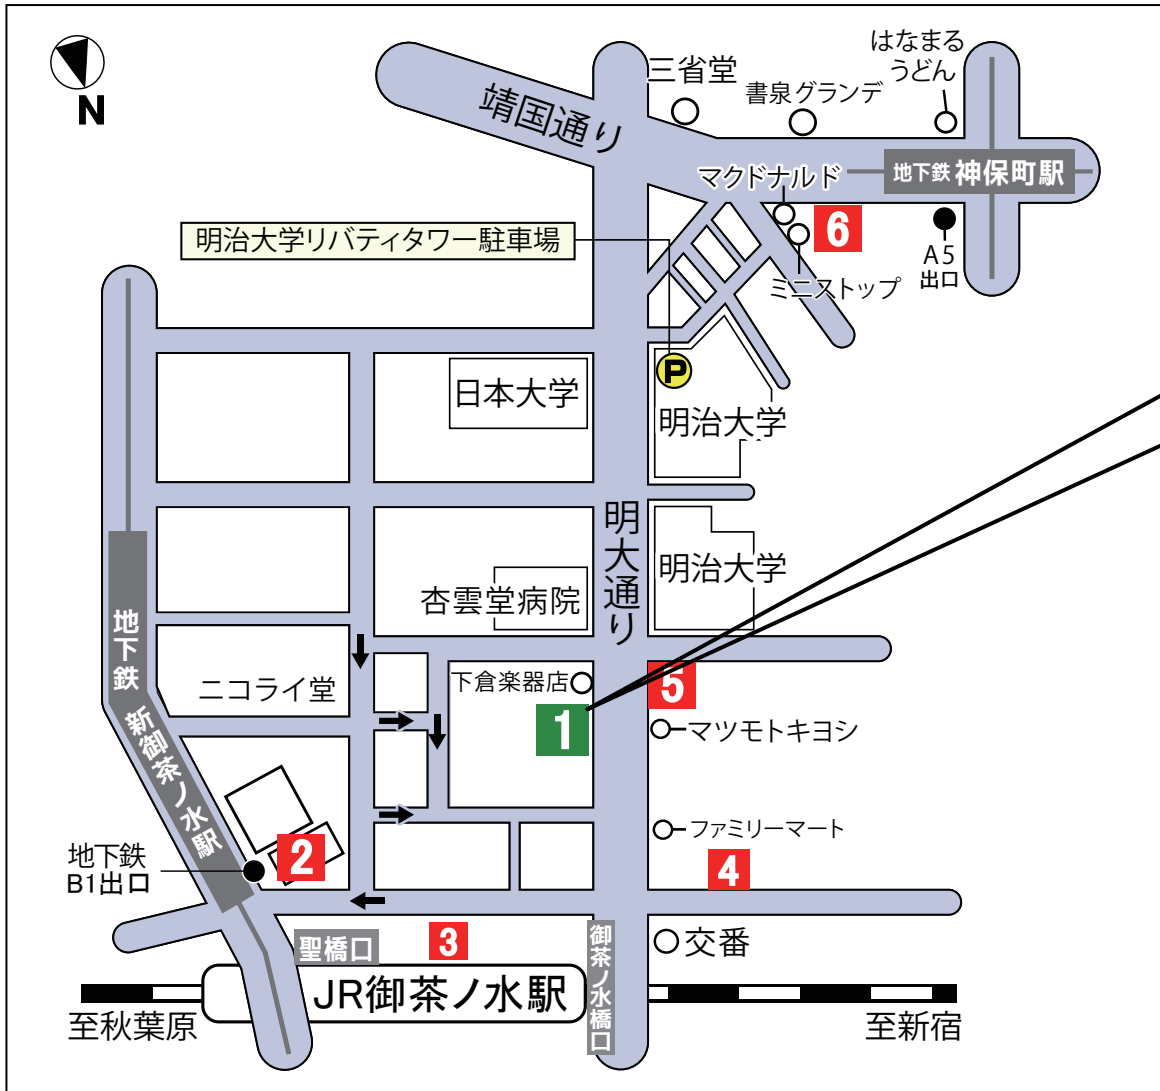 N
三省堂
はなまる
うどん
書泉グランデ
靖国通り
マクドナルド
地下鉄 神保町駅
6
明治大学リバティタワー駐車場
A5
出口
ミニストップ
P
日本大学
明治大学
明大通り
明治大学
杏雲堂病院
地下鉄 新御茶ノ水駅
ニコライ堂
下倉楽器店
5
1
マツモトキヨシ
ファミリーマート
2
地下鉄
B1出口
4
聖橋口
3
御茶ノ水橋口
交番
JR御茶ノ水駅
至秋葉原
至新宿